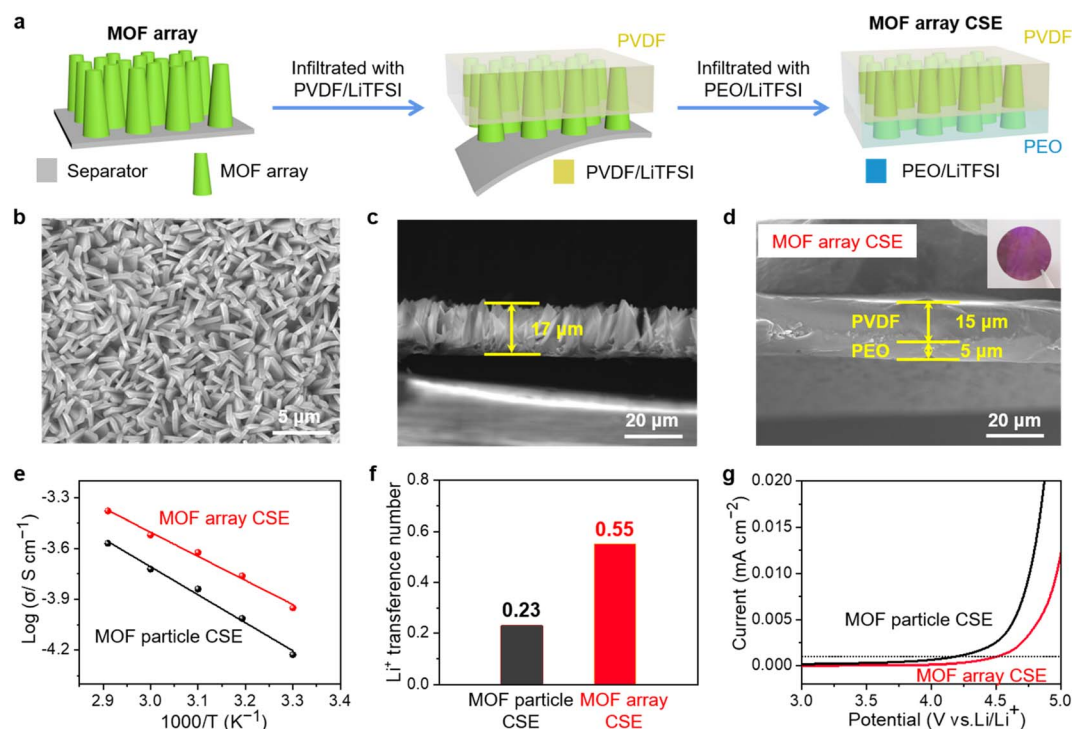 a
MOF array
Infiltrated with
PVDF/LiTFSI
PVDF
Infiltrated with
PEO/LiTFSI
MOF array CSE
PVDF
PEO
Separator
MOF array
PVDF/LiTFSI
PEO/LiTFSI
b
5 μm
c
17 μm
20 μm
d
MOF array CSE
PVDF
15 μm
PEO
5 μm
20 μm
e
Log (σ/ S cm⁻¹)
-3.3
-3.6
-3.9
-4.2
MOF array CSE
MOF particle CSE
2.9 3.0 3.1 3.2 3.3 3.4
1000/T (K⁻¹)
f
Li⁺ transference number
0.8
0.6
0.4
0.2
0.0
0.23
0.55
MOF particle
CSE
MOF array
CSE
g
Current (mA cm⁻²)
0.020
0.015
0.010
0.005
0.000
MOF particle CSE
MOF array CSE
3.0 3.5 4.0 4.5 5.0
Potential (V vs.Li/Li⁺)